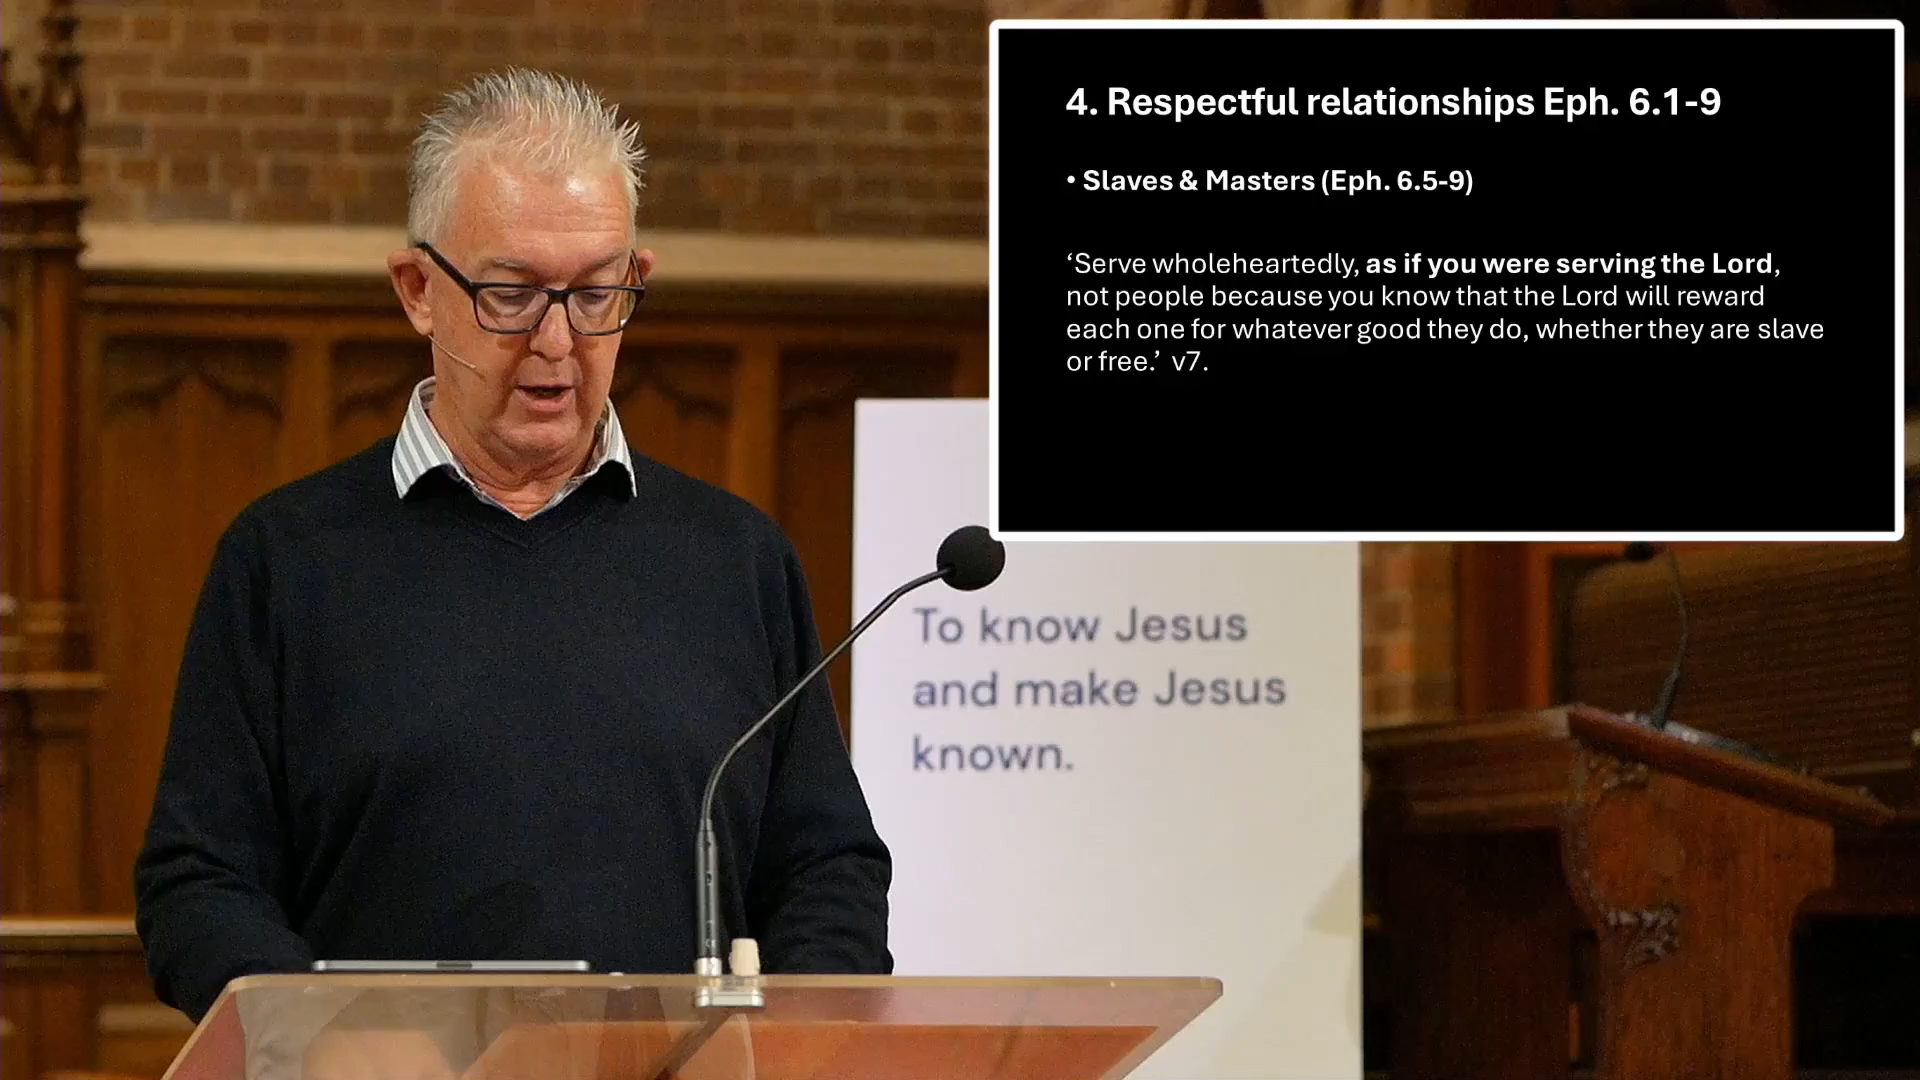 4. Respectful relationships Eph. 6.1-9
• Slaves & Masters (Eph. 6.5-9)
‘Serve wholeheartedly, as if you were serving the Lord,
not people because you know that the Lord will reward
each one for whatever good they do, whether they are slave
or free.’ v7.
To know Jesus
and make Jesus
known.